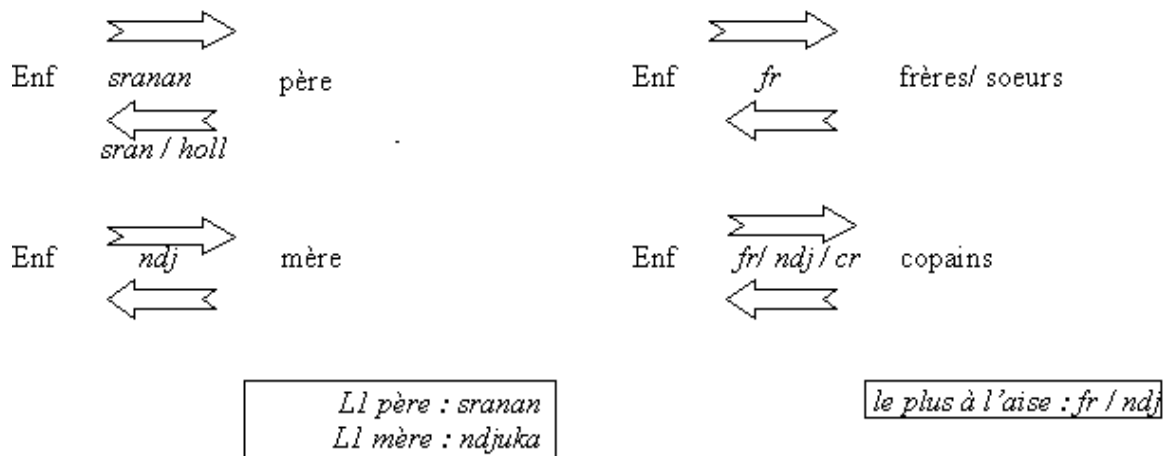 Enf sranan père
sran / holl
Enf fr frères/ soeurs
Enf ndj mère
Enf fr/ ndj / cr copains
L1 père : sranan
L1 mère : ndjuka
le plus à l'aise : fr / ndj